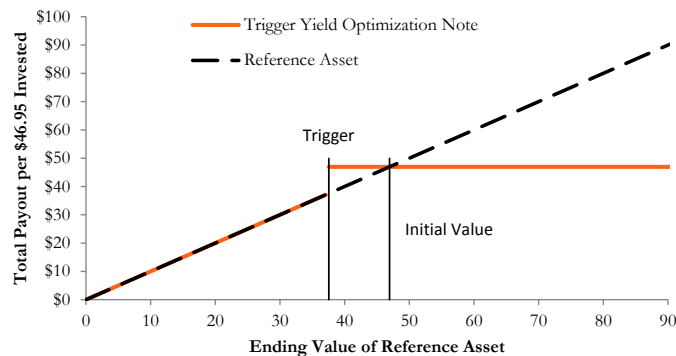 $100
$90
$80
$70
$60
$50
$40
$30
$20
$10
$0
Total Payout per $46.95 Invested
Trigger Yield Optimization Note
Reference Asset
Trigger
Initial Value
0 10 20 30 40 50 60 70 80 90
Ending Value of Reference Asset